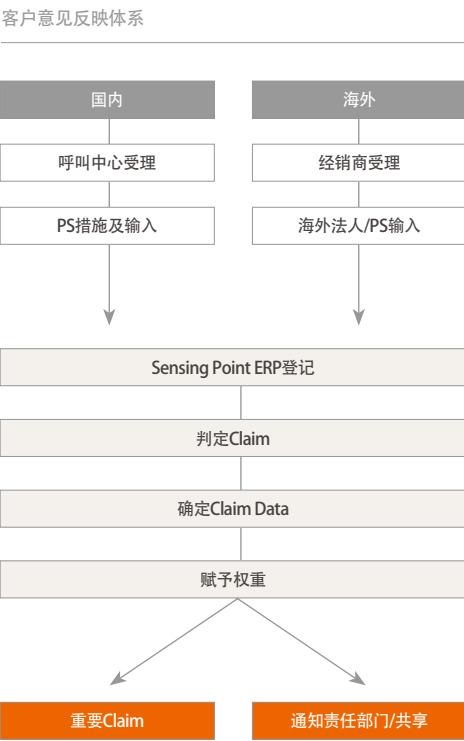 客户意见反映体系
国内
海外
呼叫中心受理
经销商受理
PS措施及输入
海外法人/PS输入
Sensing Point ERP登记
判定Claim
确定Claim Data
赋予权重
重要Claim
通知责任部门/共享